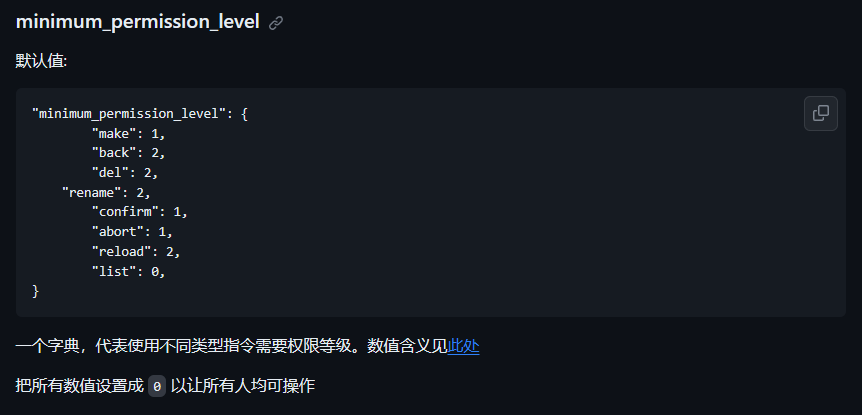 minimum_permission_level
默认值:
"minimum_permission_level": {
        "make": 1,
        "back": 2,
        "del": 2,
    "rename": 2,
        "confirm": 1,
        "abort": 1,
        "reload": 2,
        "list": 0,
}
一个字典，代表使用不同类型指令需要权限等级。数值含义见此处
把所有数值设置成 0 以让所有人均可操作